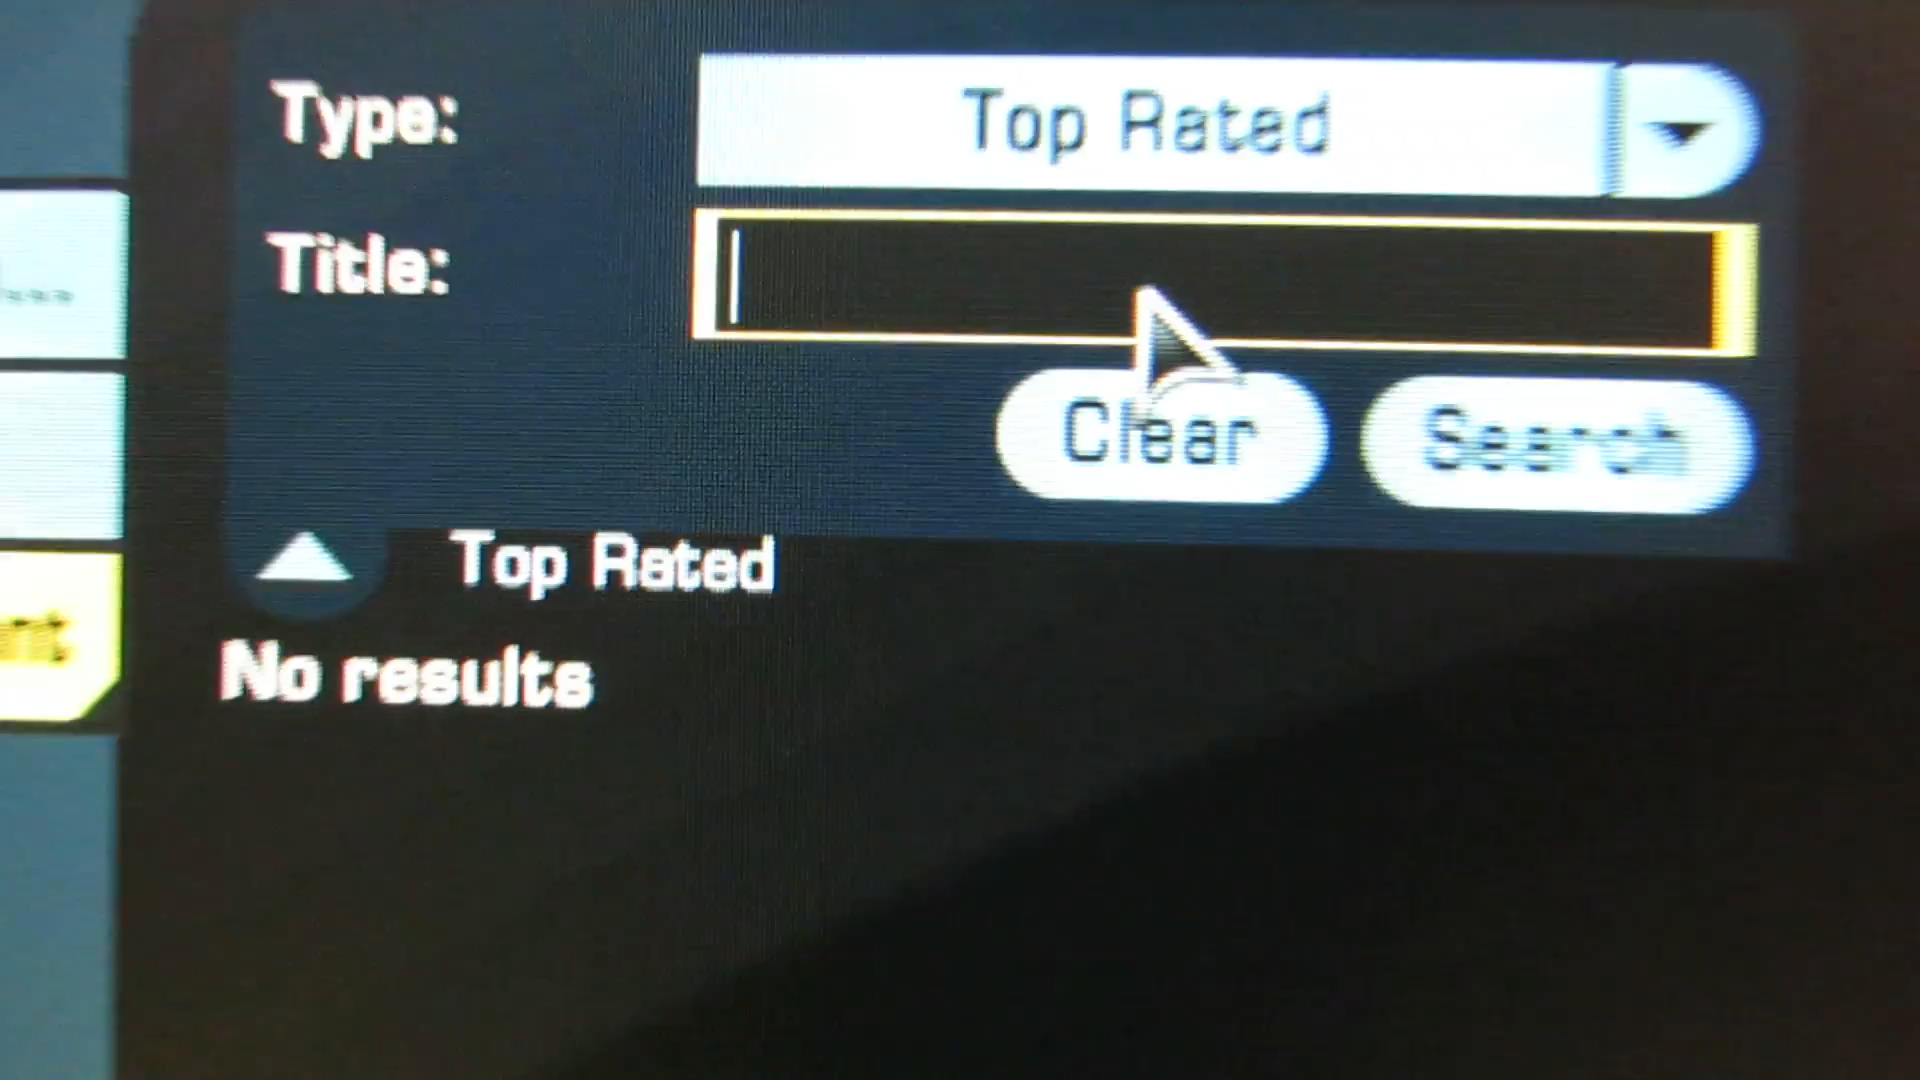 Type: Top Rated
Title:
Clear Search
Top Rated
No results